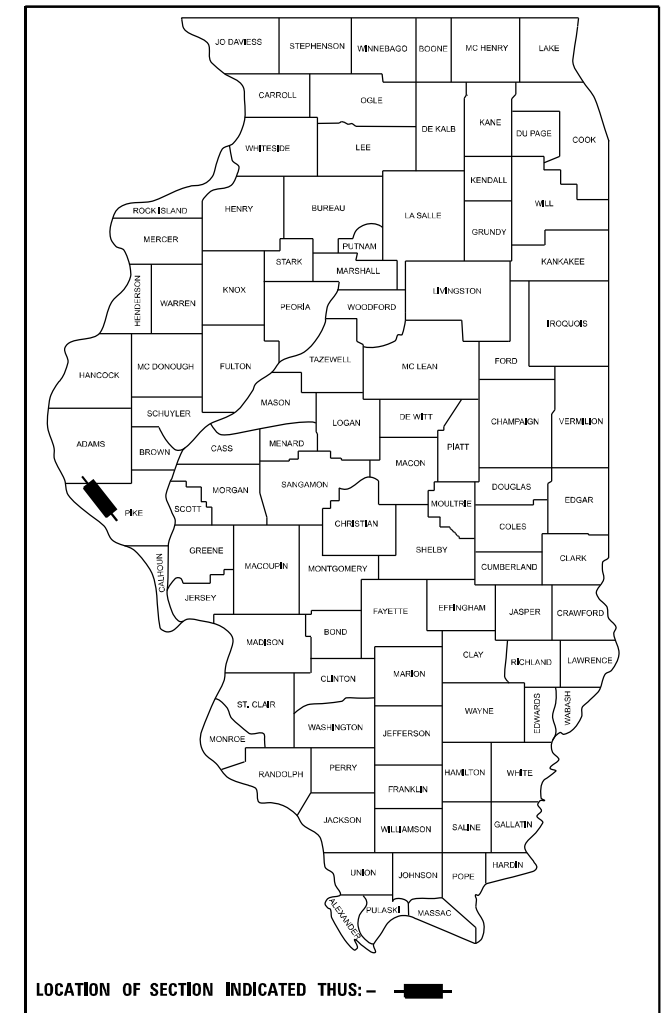 JO DAVIESS
STEPHENSON
WINNEBAGO
BOONE
MC HENRY
LAKE
CARROLL
OGLE
DE KALB
KANE
DU PAGE
COOK
WHITESIDE
LEE
KENDALL
WILL
ROCK ISLAND
HENRY
BUREAU
LA SALLE
GRUNDY
MERCER
PUTNAM
KANKAKEE
STARK
MARSHALL
HENDERSON
WARREN
KNOX
PEORIA
WOODFORD
LIVINGSTON
IROQUOIS
HANCOCK
MC DONOUGH
FULTON
TAZEWELL
MC LEAN
FORD
SCHUYLER
MASON
LOGAN
DE WITT
CHAMPAIGN
VERMILION
ADAMS
BROWN
CASS
MENARD
PIATT
MACON
PIKE
SCOTT
MORGAN
SANGAMON
CHRISTIAN
MOULTRIE
DOUGLAS
EDGAR
COLES
CALHOUN
GREENE
MACOUPIN
MONTGOMERY
SHELBY
CUMBERLAND
CLARK
JERSEY
FAYETTE
EFFINGHAM
JASPER
CRAWFORD
MADISON
BOND
CLAY
RICHLAND
LAWRENCE
CLINTON
MARION
ST. CLAIR
WASHINGTON
WAYNE
EDWARDS
WABASH
MONROE
JEFFERSON
RANDOLPH
PERRY
HAMILTON
WHITE
FRANKLIN
JACKSON
WILLIAMSON
SALINE
GALLATIN
UNION
JOHNSON
POPE
HARDIN
ALEXANDER
PULASKI
MASSAC
LOCATION OF SECTION INDICATED THUS: –